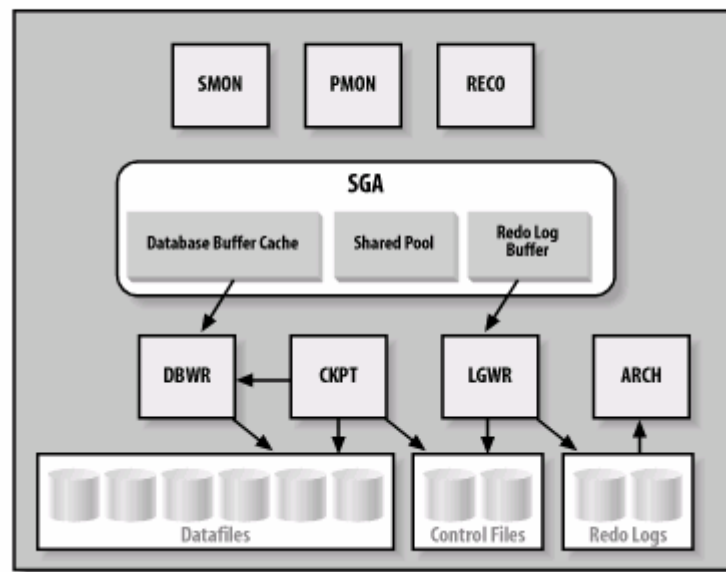 SMON
PMON
RECO
SGA
Database Buffer Cache
Shared Pool
Redo Log
Buffer
DBWR
CKPT
LGWR
ARCH
Datafiles
Control Files
Redo Logs